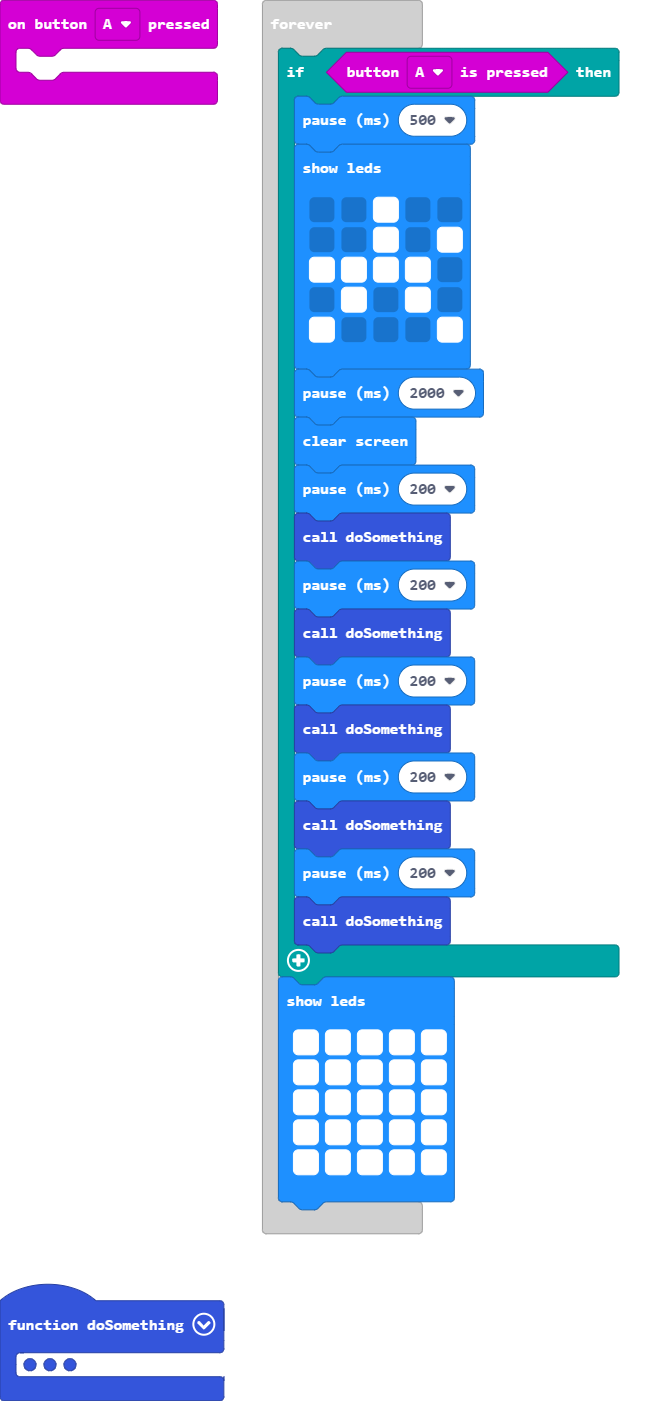 on button A pressed
forever
if button A is pressed then
pause (ms) 500
show leds
pause (ms) 2000
clear screen
pause (ms) 200
call doSomething
pause (ms) 200
call doSomething
pause (ms) 200
call doSomething
pause (ms) 200
call doSomething
pause (ms) 200
call doSomething
show leds
function doSomething